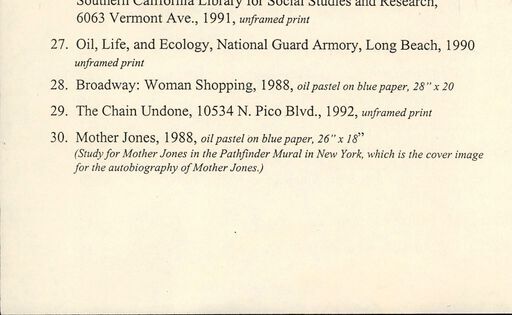 Southern California Library for Social Studies and Research,
6063 Vermont Ave., 1991, unframed print
27. Oil, Life, and Ecology, National Guard Armory, Long Beach, 1990
unframed print
28. Broadway: Woman Shopping, 1988, oil pastel on blue paper, 28" x 20
29. The Chain Undone, 10534 N. Pico Blvd., 1992, unframed print
30. Mother Jones, 1988, oil pastel on blue paper, 26" x 18"
(Study for Mother Jones in the Pathfinder Mural in New York, which is the cover image
for the autobiography of Mother Jones.)